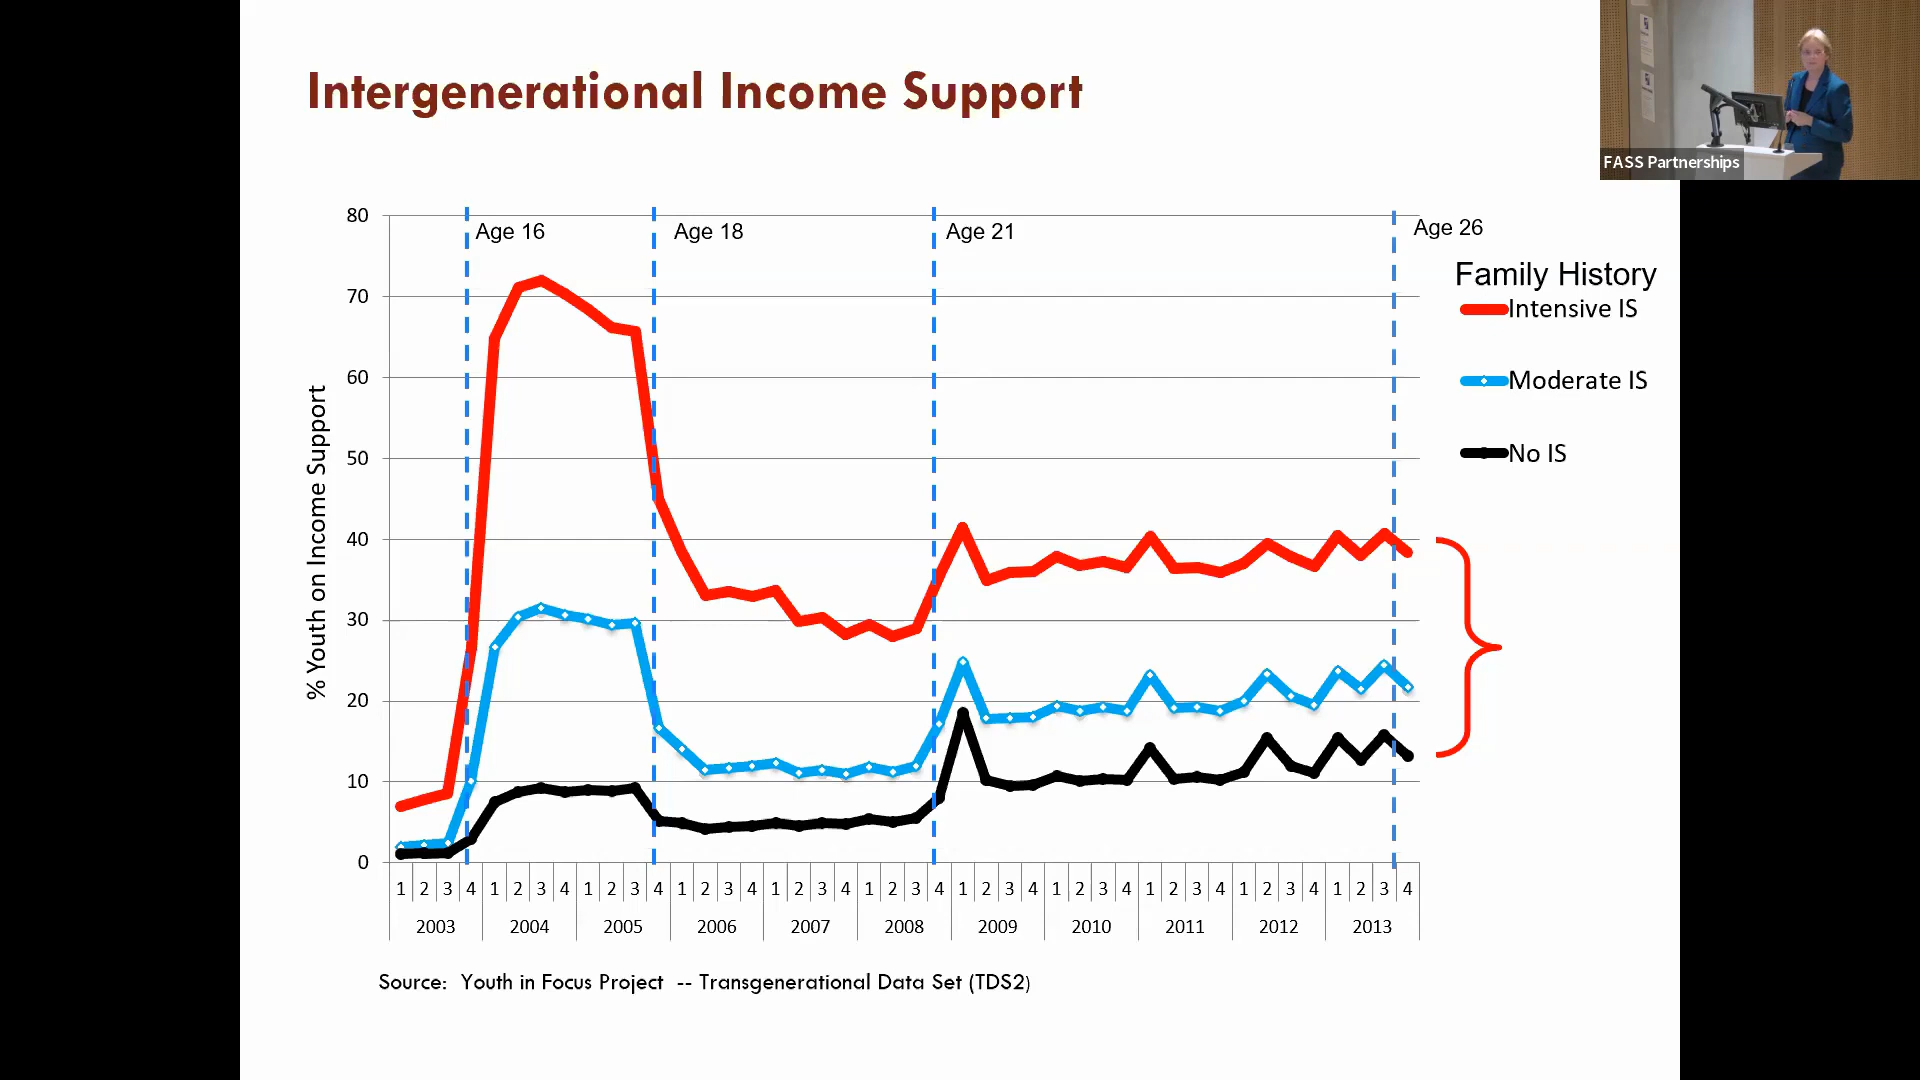 Intergenerational Income Support
FASS Partnerships
80
70
60
50
40
30
20
10
0
% Youth on Income Support
Age 16
Age 18
Age 21
Age 26
Family History
Intensive IS
Moderate IS
No IS
1 2 3 4 1 2 3 4 1 2 3 4 1 2 3 4 1 2 3 4 1 2 3 4 1 2 3 4 1 2 3 4 1 2 3 4 1 2 3 4 1 2 3 4
2003 2004 2005 2006 2007 2008 2009 2010 2011 2012 2013
Source: Youth in Focus Project -- Transgenerational Data Set (TDS2)